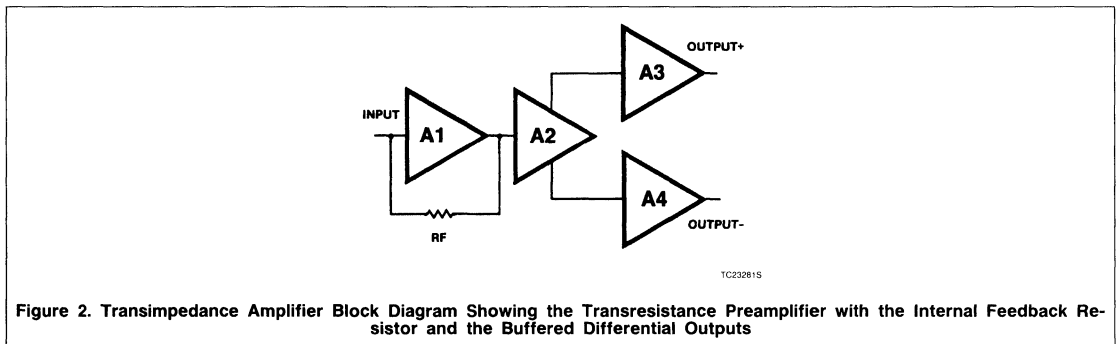 OUTPUT+
A3
INPUT
A1
A2
A4
OUTPUT-
RF
TC23281S
Figure 2. Transimpedance Amplifier Block Diagram Showing the Transresistance Preamplifier with the Internal Feedback Re-
sistor and the Buffered Differential Outputs